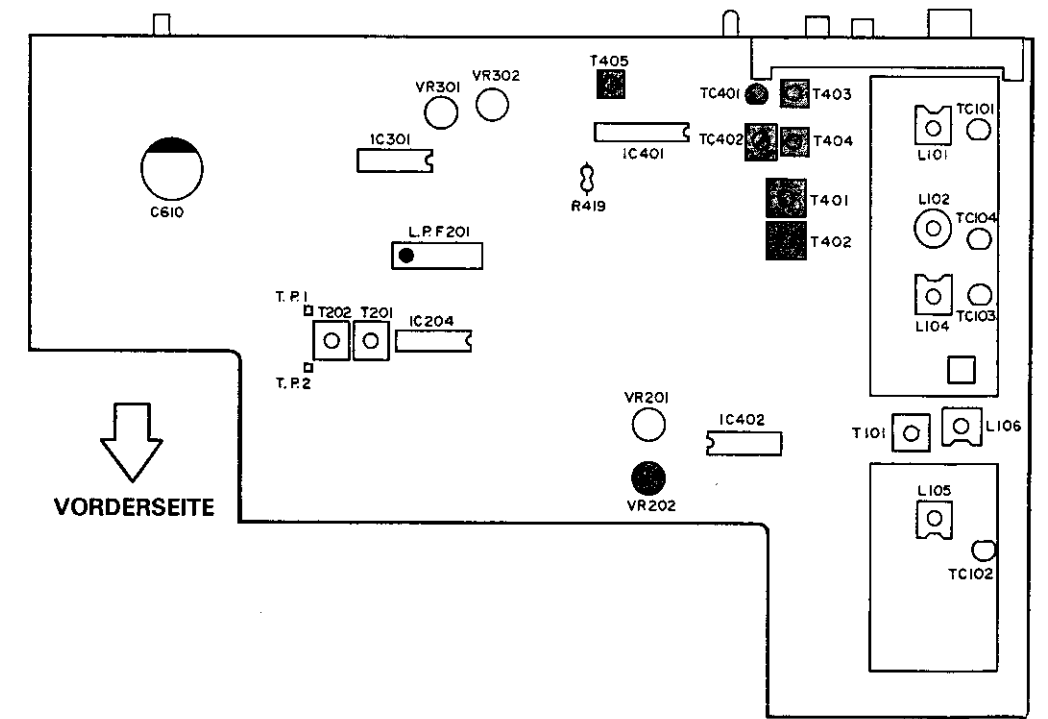 T405
VR302
VR301
TC401
T403
TC101
IC301
IC401
TC402
T404
L101
R419
T401
C610
L102
TC104
L.P.F201
T402
T.P.1
T202
T201
IC204
L104
TC103
T.P.2
VR201
IC402
T101
L106
VORDERSEITE
VR202
L105
TC102